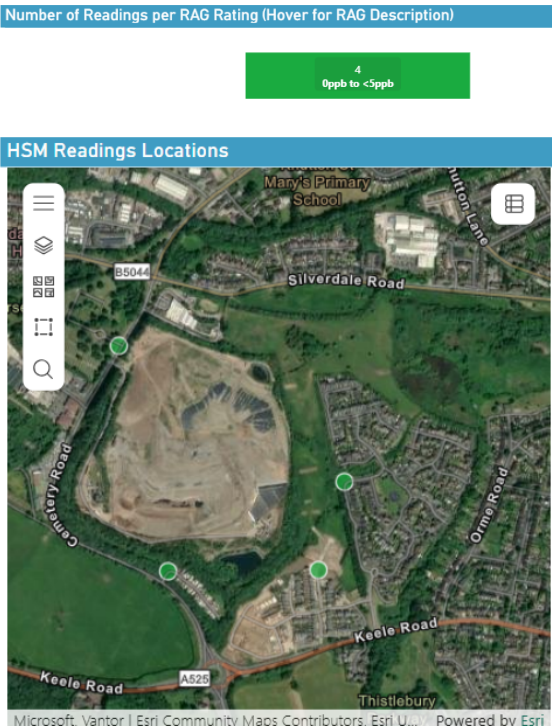 Number of Readings per RAG Rating (Hover for RAG Description)
4
0ppb to <5ppb
HSM Readings Locations
Mary's Primary
School
B5044
Silverdale Road
Cemetery Road
Orme Road
Keele Road
Keele Road
A525
Thistlebury
Microsoft, Vantor | Esri Community Maps Contributors, Esri U... Powered by Esri